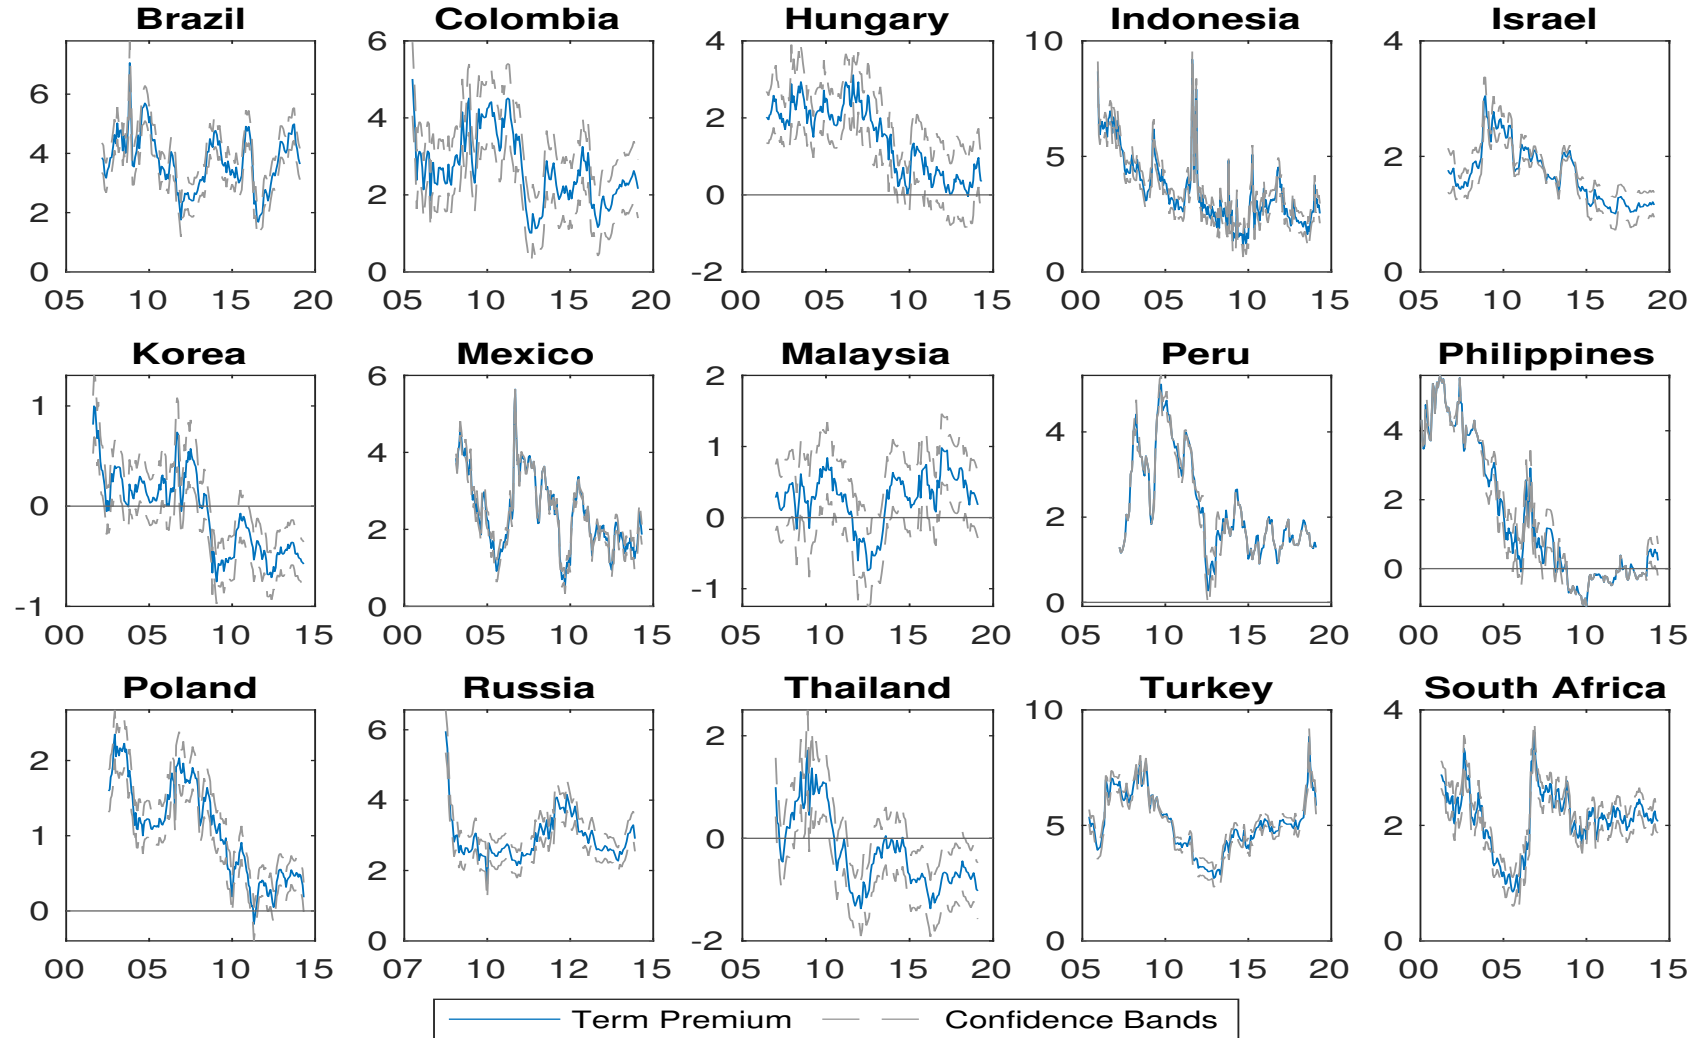 Brazil Colombia Hungary Indonesia Israel
6 4 2 0
05 10 15 20
6 4 2 0
05 10 15 20
4 2 0 -2
00 05 10 15
10 5 0
00 05 10 15
4 2 0
05 10 15 20
Korea Mexico Malaysia Peru Philippines
1 0 -1
00 05 10 15
6 4 2 0
00 05 10 15
2 1 0 -1
05 10 15 20
4 2 0
05 10 15 20
4 2 0
00 05 10 15
Poland Russia Thailand Turkey South Africa
2 1 0
00 05 10 15
6 4 2 0
07 10 12 15
2 0 -2
05 10 15 20
10 5 0
05 10 15 20
4 2 0
00 05 10 15
Term Premium Confidence Bands